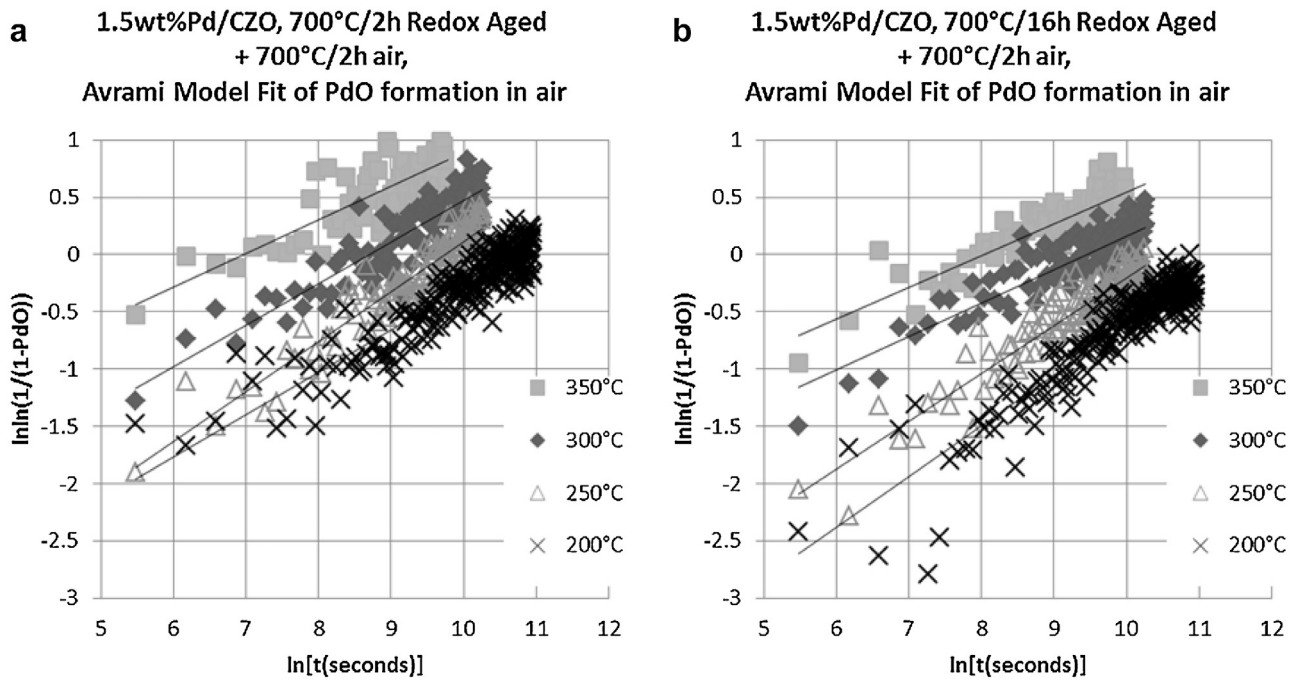 a
1.5wt%Pd/CZO, 700°C/2h Redox Aged
+ 700°C/2h air,
Avrami Model Fit of PdO formation in air
lnln(1/(1-PdO))
1
0.5
0
-0.5
-1
-1.5
-2
-2.5
-3
5 6 7 8 9 10 11 12
ln[t(seconds)]
350°C
300°C
250°C
200°C
b
1.5wt%Pd/CZO, 700°C/16h Redox Aged
+ 700°C/2h air,
Avrami Model Fit of PdO formation in air
lnln(1/(1-PdO))
1
0.5
0
-0.5
-1
-1.5
-2
-2.5
-3
5 6 7 8 9 10 11 12
ln[t(seconds)]
350°C
300°C
250°C
200°C